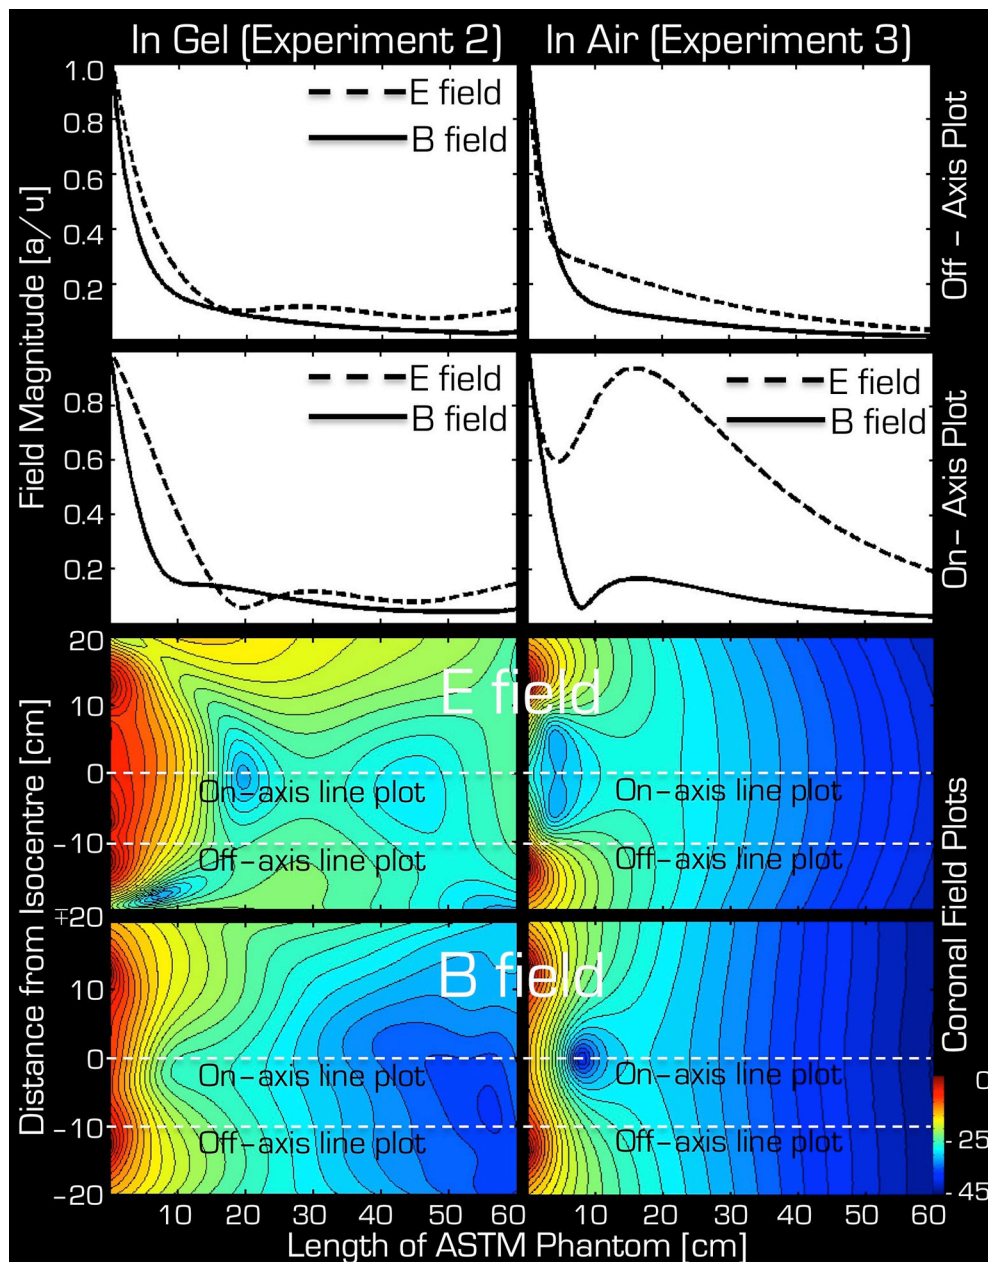 In Gel (Experiment 2)
In Air (Experiment 3)
1.0
0.8
0.6
0.4
0.2
E field
B field
Off - Axis Plot
Field Magnitude [a/u]
0.8
0.6
0.4
0.2
E field
B field
E field
B field
On- Axis Plot
20
10
0
-10
E field
On-axis line plot
Off-axis line plot
On-axis line plot
Off-axis line plot
Distance from Isocentre [cm]
∓20
10
0
-10
-20
B field
On-axis line plot
Off-axis line plot
On-axis line plot
Off-axis line plot
Coronal Field Plots
0
- 25
- 45
10 20 30 40 50 60
10 20 30 40 50 60
Length of ASTM Phantom [cm]